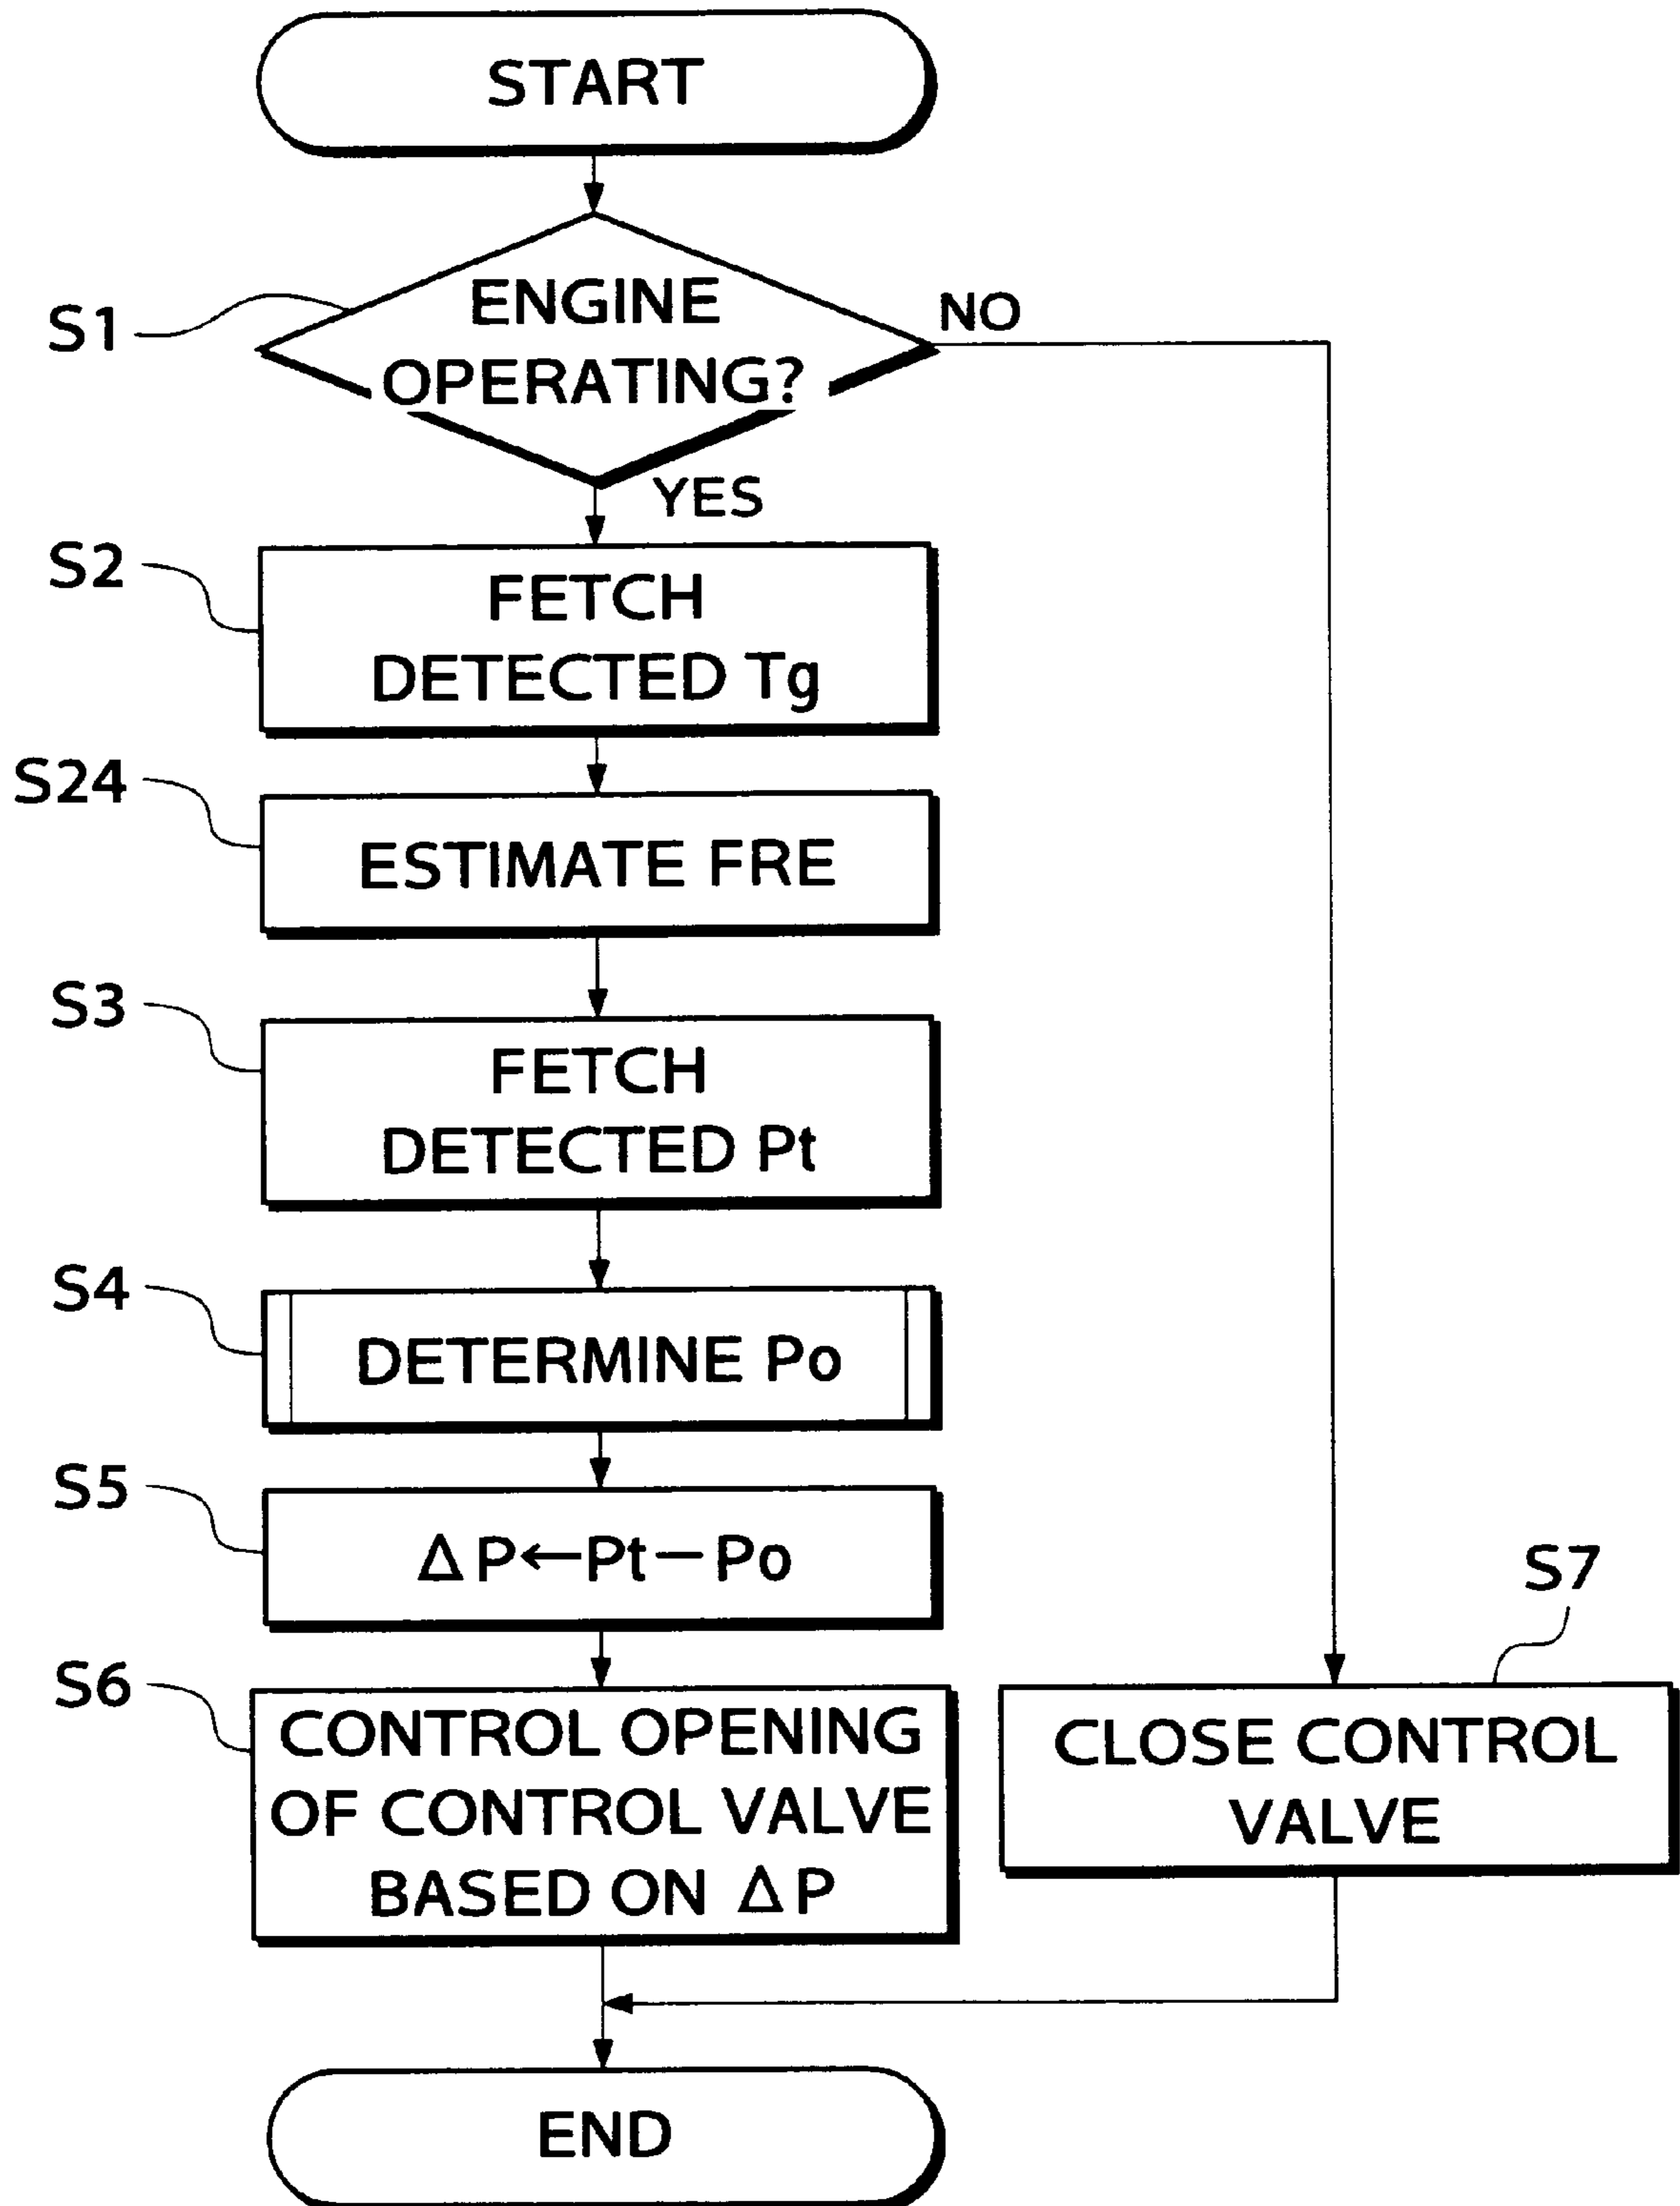 START
S1
ENGINE
OPERATING?
NO
YES
S2
FETCH
DETECTED Tg
S24
ESTIMATE FRE
S3
FETCH
DETECTED Pt
S4
DETERMINE Po
S5
ΔP←Pt−Po
S6
CONTROL OPENING
OF CONTROL VALVE
BASED ON ΔP
S7
CLOSE CONTROL
VALVE
END